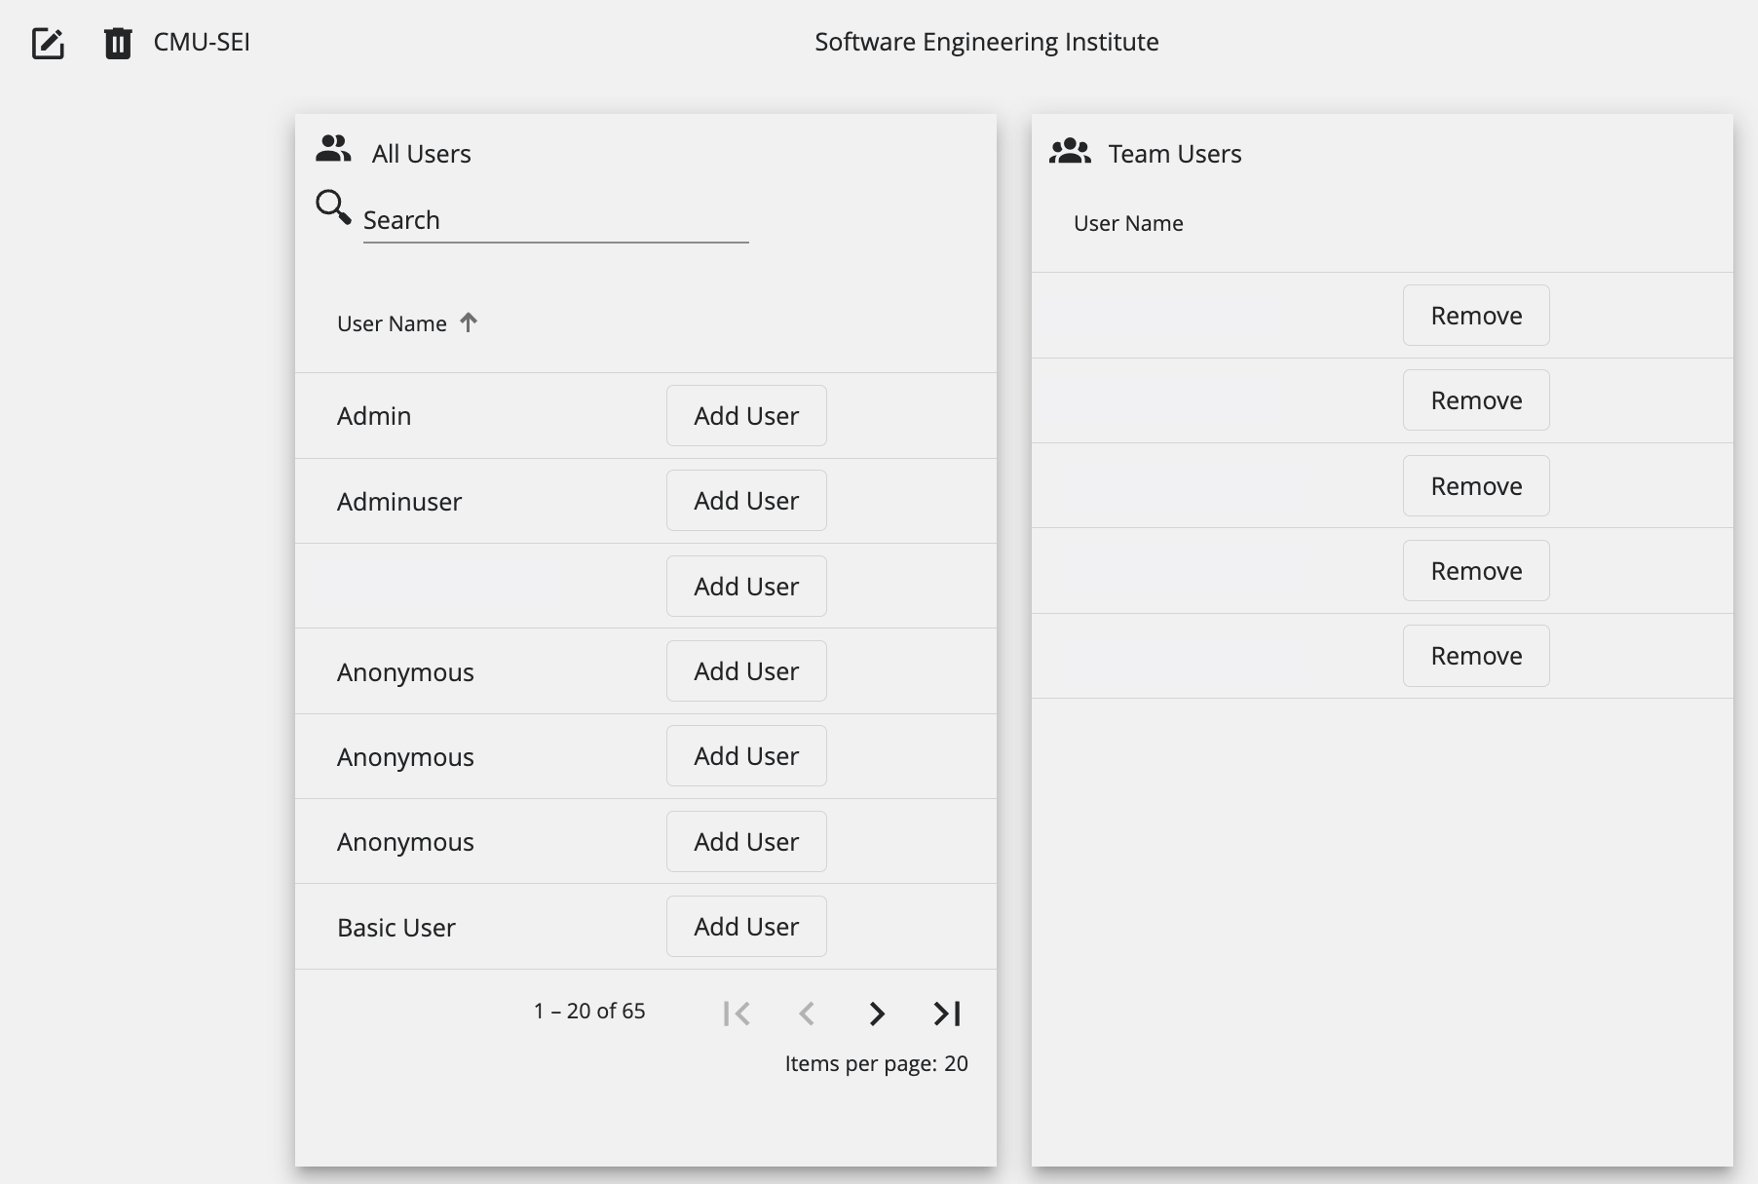 CMU-SEI
Software Engineering Institute
All Users
Search
User Name
Admin
Add User
Adminuser
Add User
Add User
Anonymous
Add User
Anonymous
Add User
Anonymous
Add User
Basic User
Add User
1 – 20 of 65
Items per page: 20
Team Users
User Name
Remove
Remove
Remove
Remove
Remove